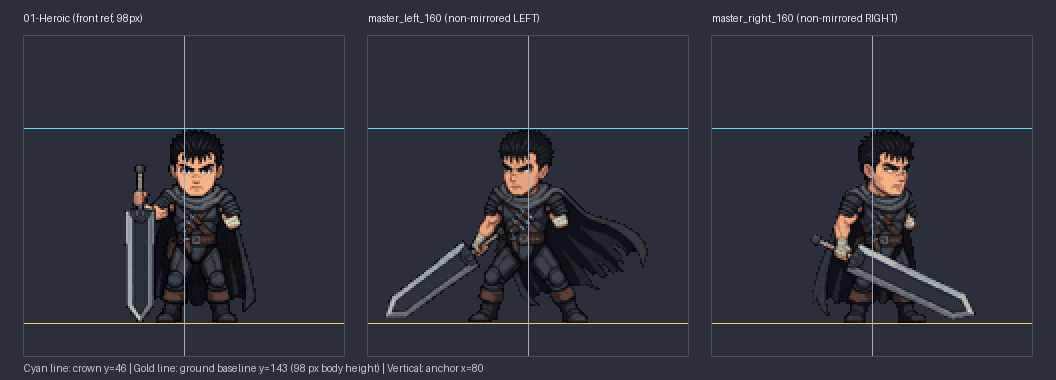 01-Heroic (front ref, 98px)
master_left_160 (non-mirrored LEFT)
master_right_160 (non-mirrored RIGHT)
Cyan line: crown y=46 | Gold line: ground baseline y=143 (98 px body height) | Vertical: anchor x=80